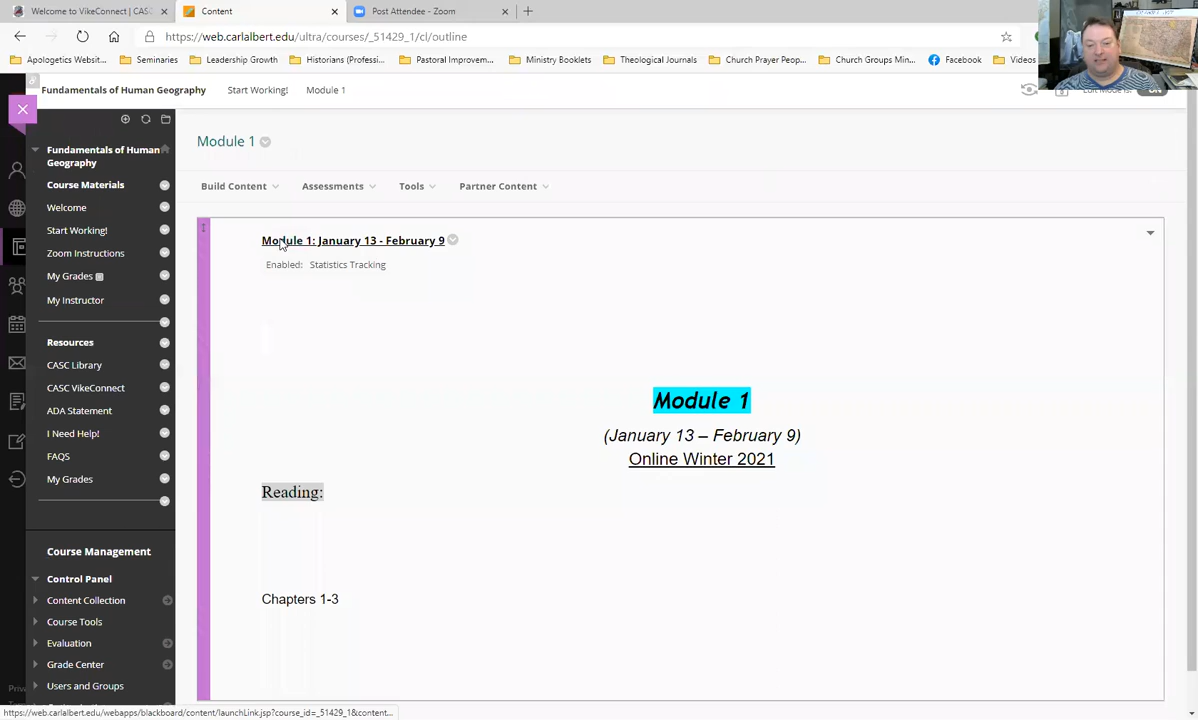 Welcome to VikeConnect | CASC
Content
Post Attendee - Zoom
https://web.carlalbert.edu/ultra/courses/_51429_1/cl/outline
Apologetics Websit...
Seminaries
Leadership Growth
Historians (Professi...
Pastoral Improvem...
Ministry Booklets
Theological Journals
Church Prayer Peop...
Church Groups Min...
Facebook
Videos
Fundamentals of Human Geography
Start Working!
Module 1
Edit Mode is:
ON
Fundamentals of Human
Geography
Course Materials
Welcome
Start Working!
Zoom Instructions
My Grades
My Instructor
Resources
CASC Library
CASC VikeConnect
ADA Statement
I Need Help!
FAQS
My Grades
Course Management
Control Panel
Content Collection
Course Tools
Evaluation
Grade Center
Users and Groups
Module 1
Build Content
Assessments
Tools
Partner Content
Module 1: January 13 - February 9
Enabled: Statistics Tracking
Module 1
(January 13 – February 9)
Online Winter 2021
Reading:
Chapters 1-3
https://web.carlalbert.edu/webapps/blackboard/content/launchLink.jsp?course_id=_51429_1&content...